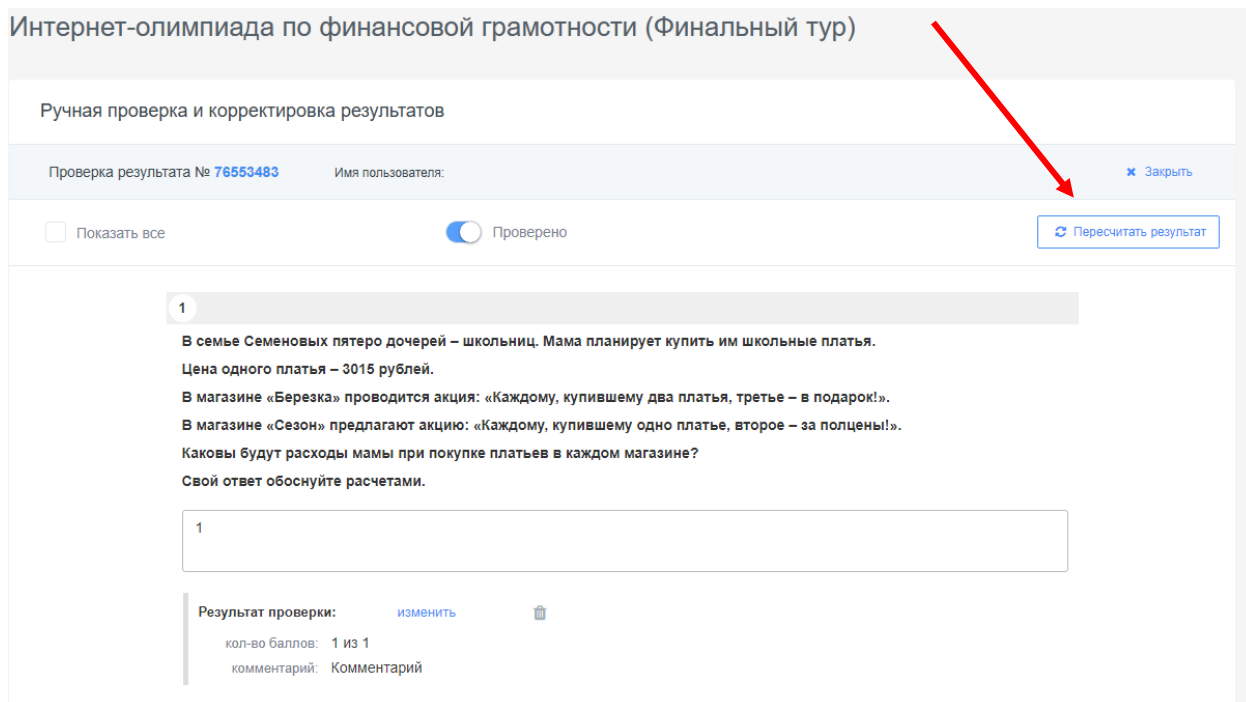 Интернет-олимпиада по финансовой грамотности (Финальный тур)
Ручная проверка и корректировка результатов
Проверка результата № 76553483 Имя пользователя: Закрыть
Показать все Проверено Пересчитать результат
1
В семье Семеновых пятеро дочерей – школьниц. Мама планирует купить им школьные платья.
Цена одного платья – 3015 рублей.
В магазине «Березка» проводится акция: «Каждому, купившему два платья, третье – в подарок!».
В магазине «Сезон» предлагают акцию: «Каждому, купившему одно платье, второе – за полцены!».
Каковы будут расходы мамы при покупке платьев в каждом магазине?
Свой ответ обоснуйте расчетами.
1
Результат проверки: изменить
кол-во баллов: 1 из 1
комментарий: Комментарий